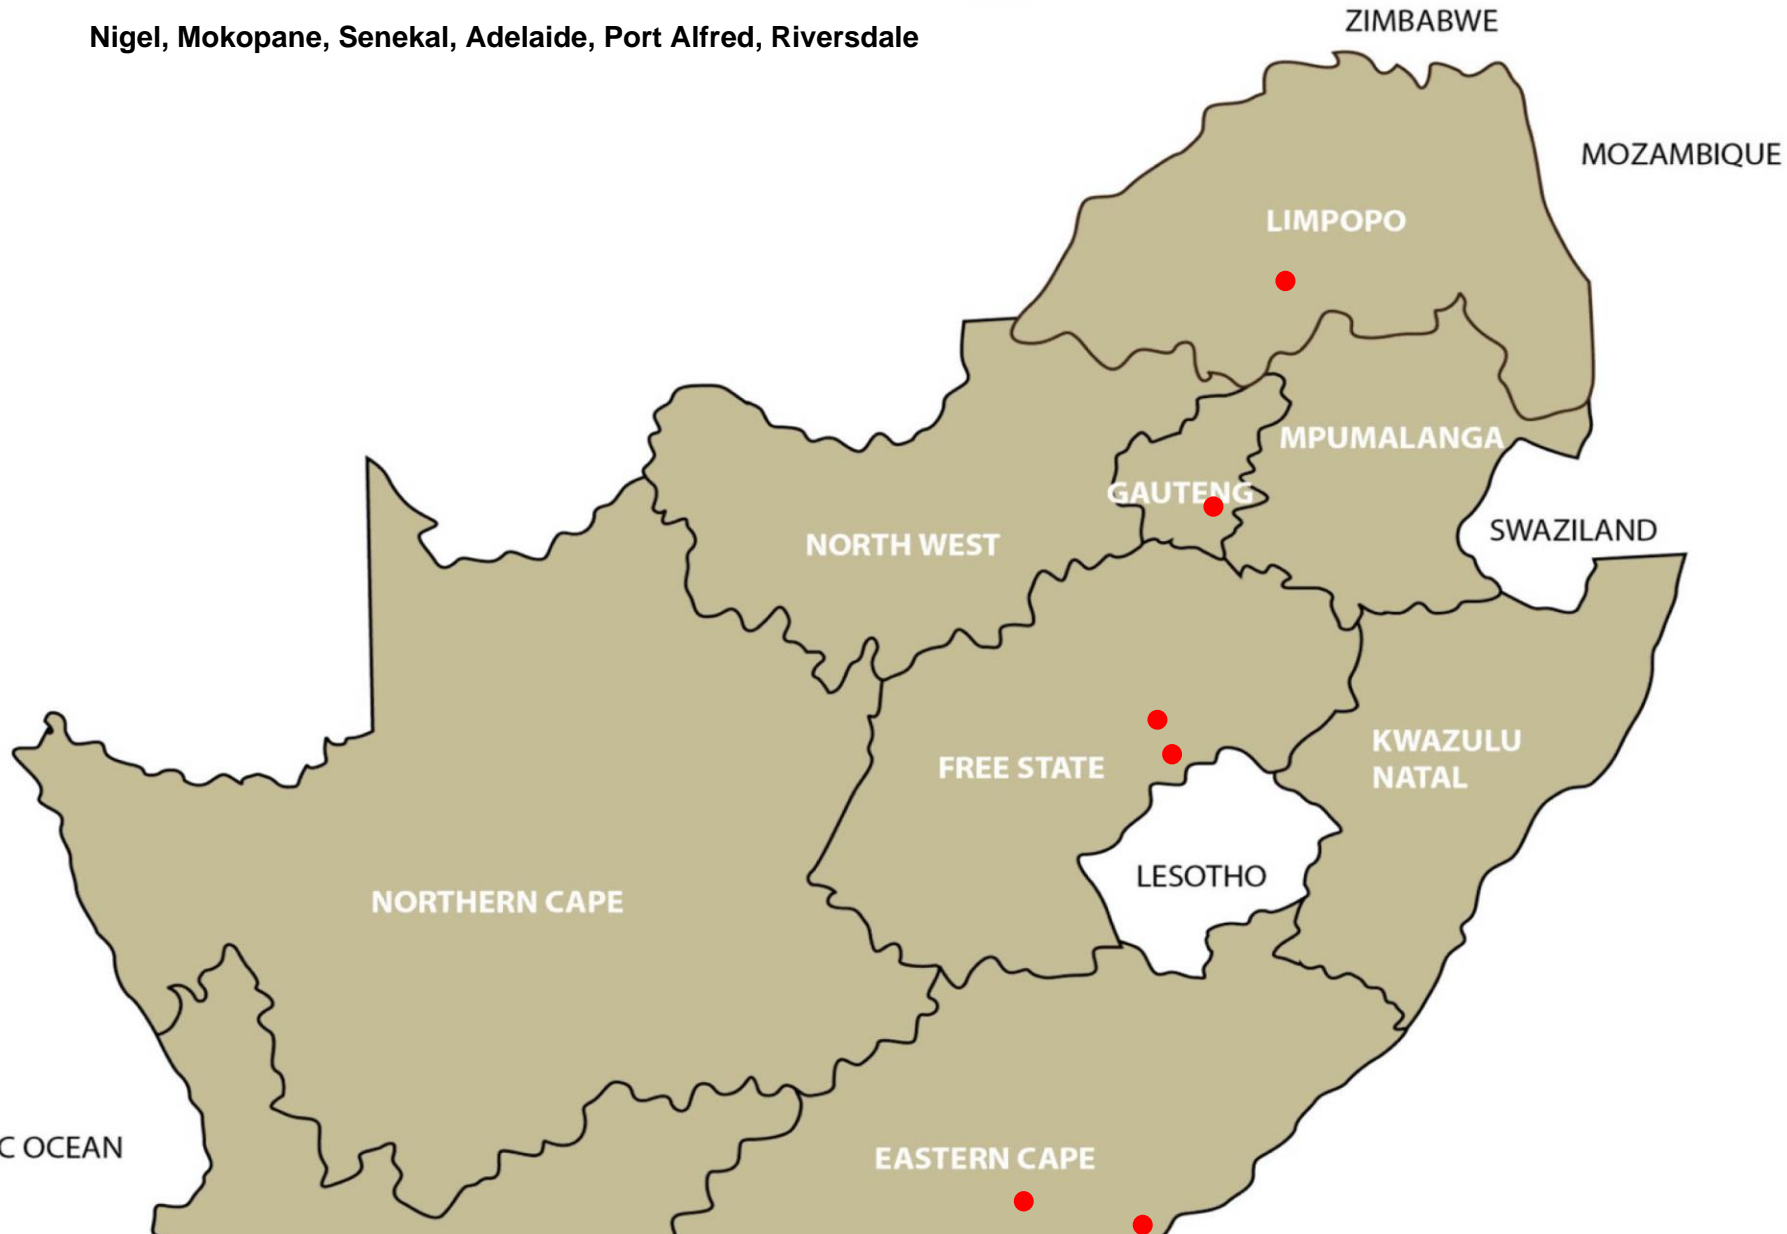 ZIMBABWE
Nigel, Mokopane, Senekal, Adelaide, Port Alfred, Riversdale
MOZAMBIQUE
LIMPOPO
MPUMALANGA
GAUTENG
SWAZILAND
NORTH WEST
KWAZULU
NATAL
FREE STATE
LESOTHO
NORTHERN CAPE
C OCEAN
EASTERN CAPE